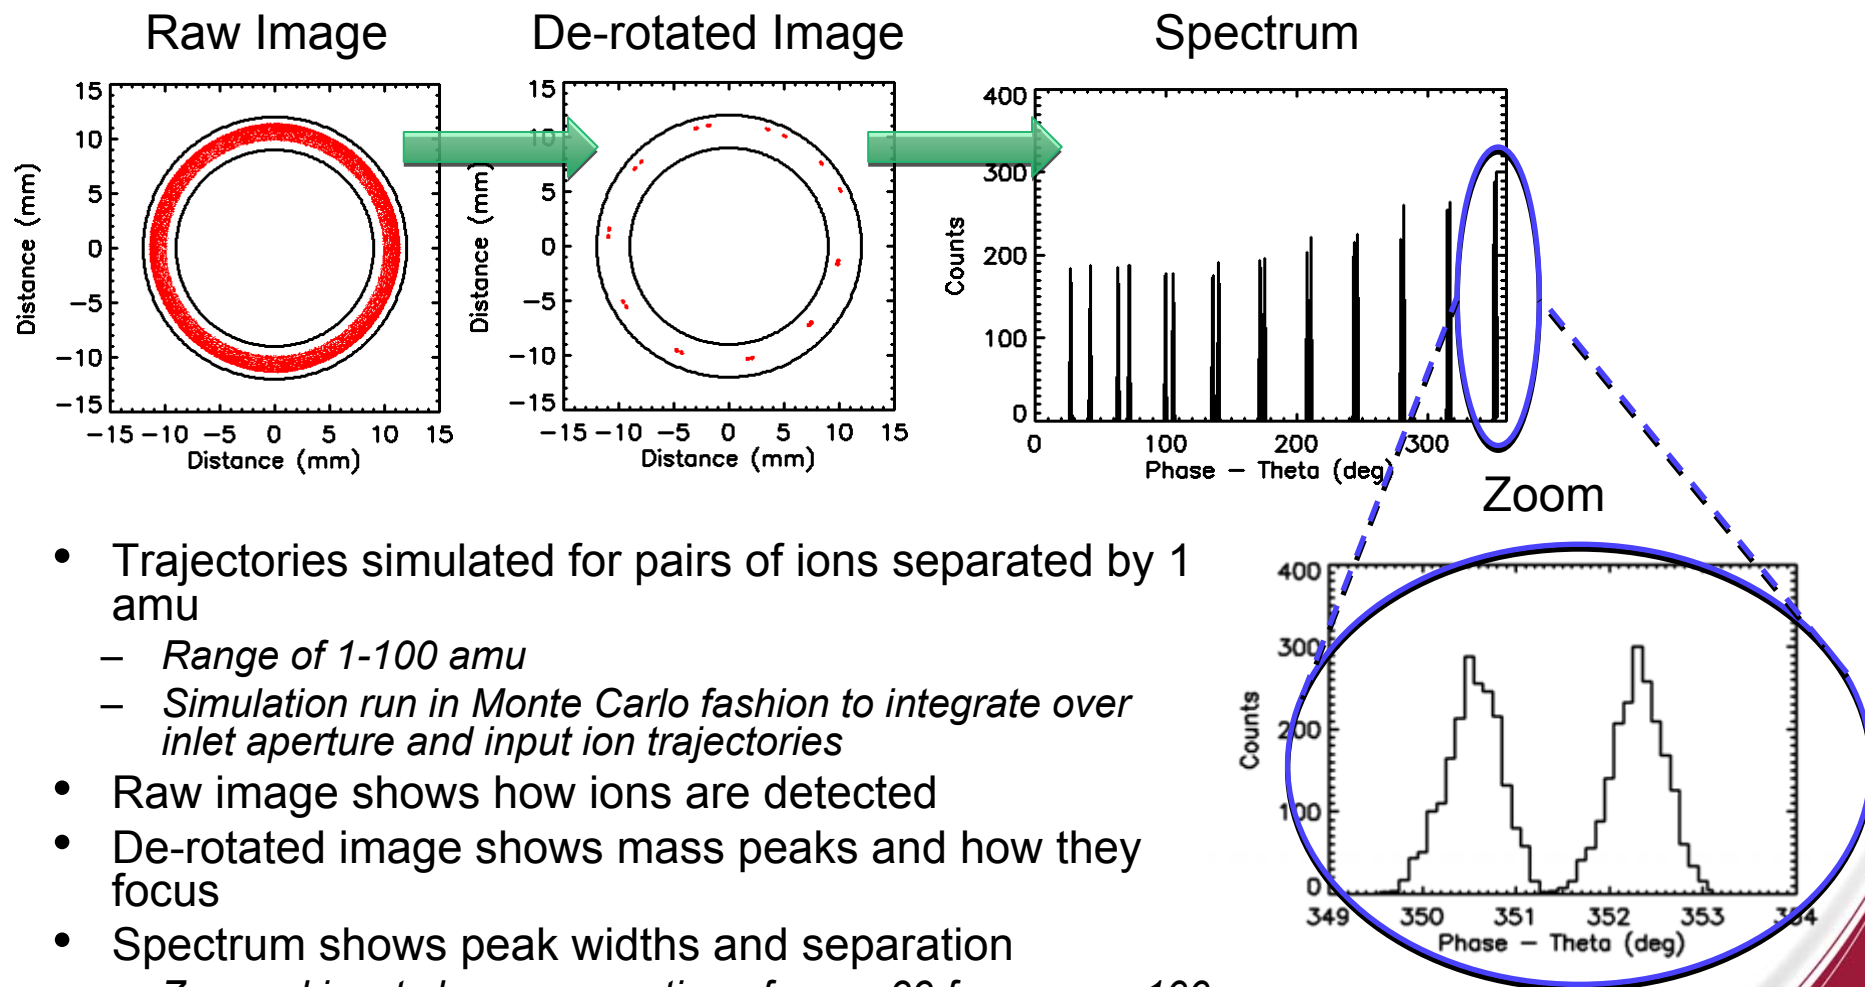 Raw Image
De-rotated Image
Spectrum
15
10
5
0
−5
−10
−15
−15 −10 −5 0 5 10 15
Distance (mm)
Distance (mm)
15
10
5
0
−5
−10
−15
−15 −10 −5 0 5 10 15
Distance (mm)
Distance (mm)
400
300
200
100
0
0 100 200 300
Counts
Phase − Theta (deg)
Zoom
400
300
200
100
0
349 350 351 352 353 354
Counts
Phase − Theta (deg)
• Trajectories simulated for pairs of ions separated by 1
amu
– Range of 1-100 amu
– Simulation run in Monte Carlo fashion to integrate over
inlet aperture and input ion trajectories
• Raw image shows how ions are detected
• De-rotated image shows mass peaks and how they
focus
• Spectrum shows peak widths and separation